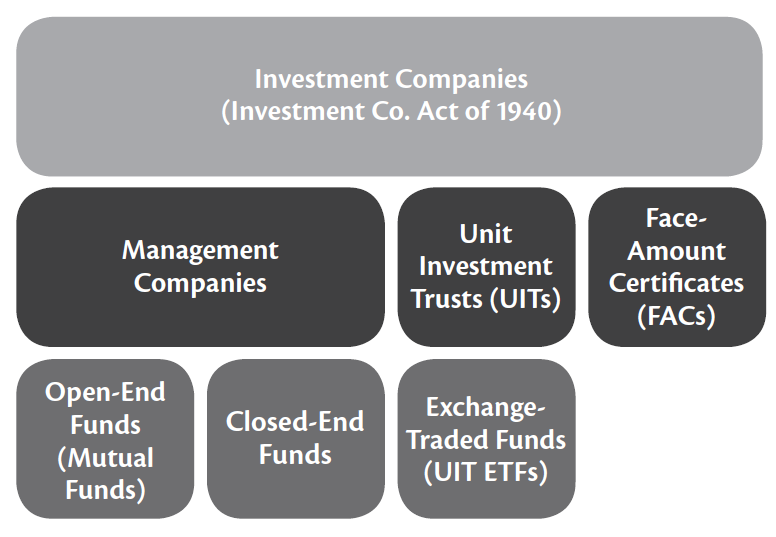 Investment Companies
(Investment Co. Act of 1940)
Management
Companies
Unit
Investment
Trusts (UITs)
Face-
Amount
Certificates
(FACs)
Open-End
Funds
(Mutual
Funds)
Closed-End
Funds
Exchange-
Traded Funds
(UIT ETFs)